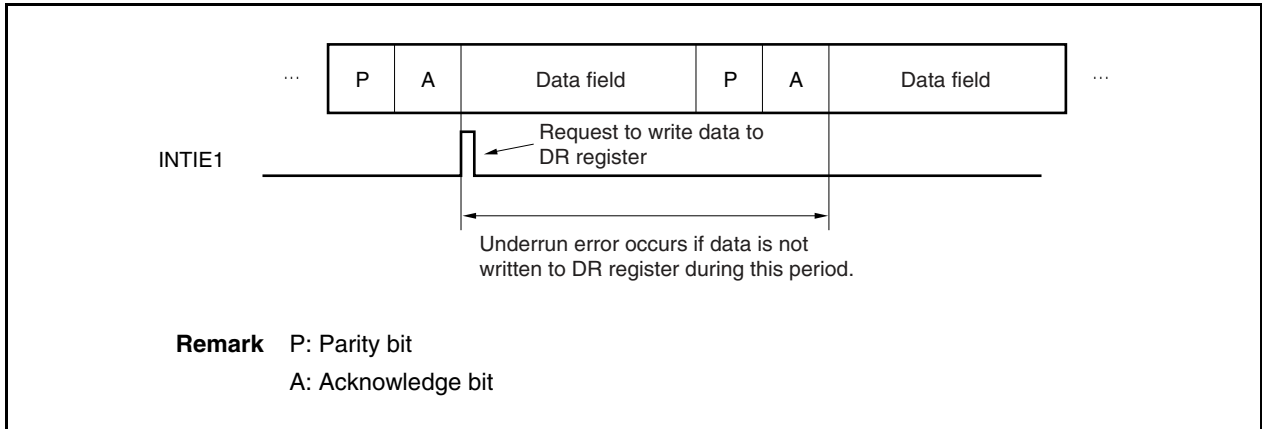 ... P A Data field P A Data field ...
Request to write data to
DR register
INTIE1
Underrun error occurs if data is not
written to DR register during this period.
Remark P: Parity bit
A: Acknowledge bit